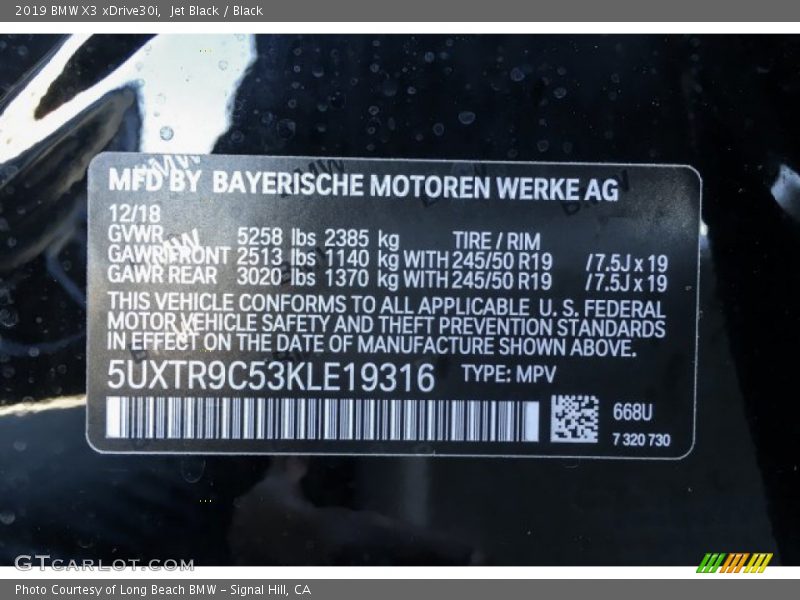 2019 BMW X3 xDrive30i, Jet Black / Black
MFD BY BAYERISCHE MOTOREN WERKE AG
12/18
GVWR 5258 lbs 2385 kg TIRE / RIM
GAWR FRONT 2513 lbs 1140 kg WITH 245/50 R19 /7.5J x 19
GAWR REAR 3020 lbs 1370 kg WITH 245/50 R19 /7.5J x 19
THIS VEHICLE CONFORMS TO ALL APPLICABLE U. S. FEDERAL
MOTOR VEHICLE SAFETY AND THEFT PREVENTION STANDARDS
IN EFFECT ON THE DATE OF MANUFACTURE SHOWN ABOVE.
5UXTR9C53KLE19316 TYPE: MPV
668U
7 320 730
GTCARLOT.COM
Photo Courtesy of Long Beach BMW – Signal Hill, CA